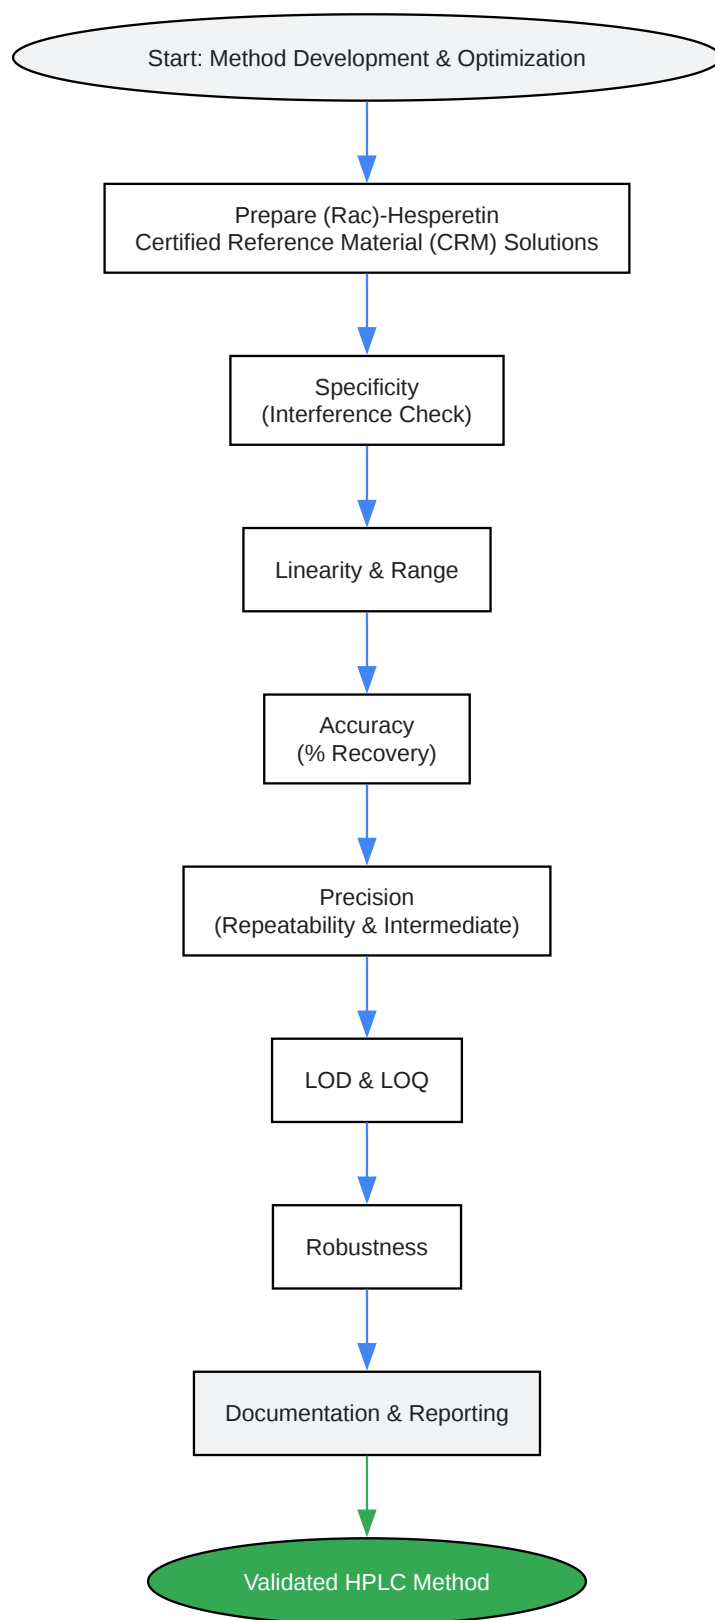 Start: Method Development & Optimization
Prepare (Rac)-Hesperetin
Certified Reference Material (CRM) Solutions
Specificity
(Interference Check)
Linearity & Range
Accuracy
(% Recovery)
Precision
(Repeatability & Intermediate)
LOD & LOQ
Robustness
Documentation & Reporting
Validated HPLC Method